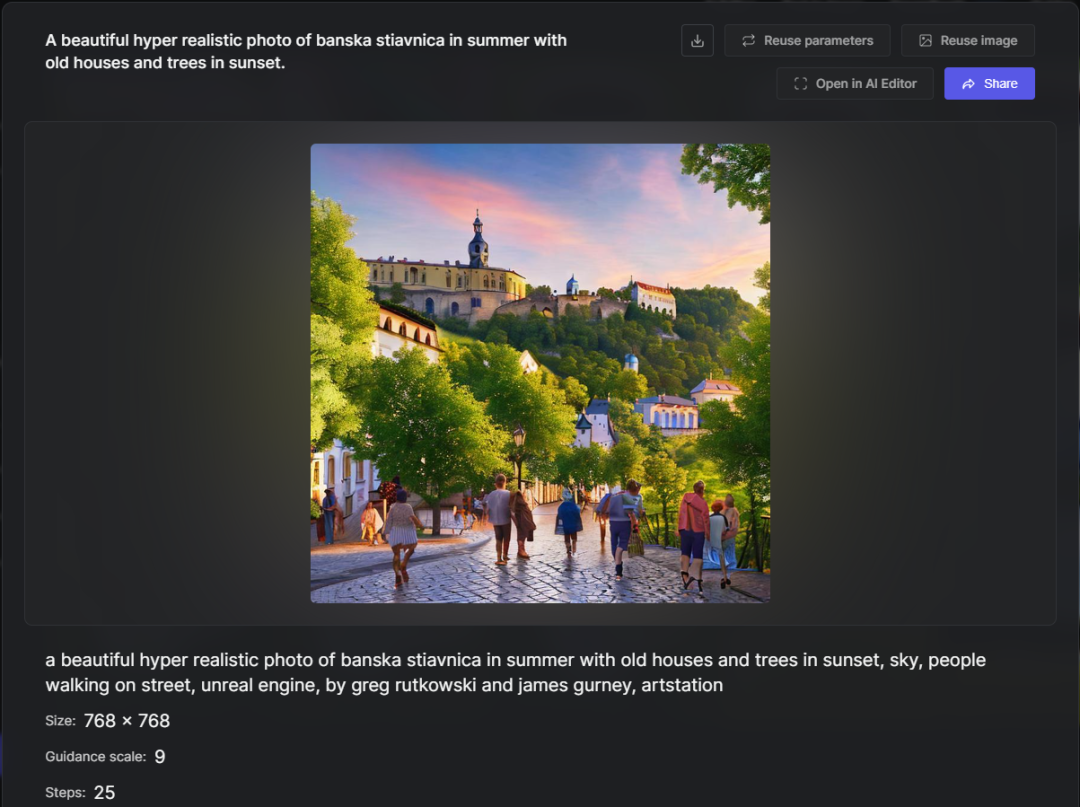 A beautiful hyper realistic photo of banska stiavnica in summer with
old houses and trees in sunset.
Reuse parameters
Reuse image
Open in AI Editor
Share
a beautiful hyper realistic photo of banska stiavnica in summer with old houses and trees in sunset, sky, people
walking on street, unreal engine, by greg rutkowski and james gurney, artstation
Size: 768 × 768
Guidance scale: 9
Steps: 25